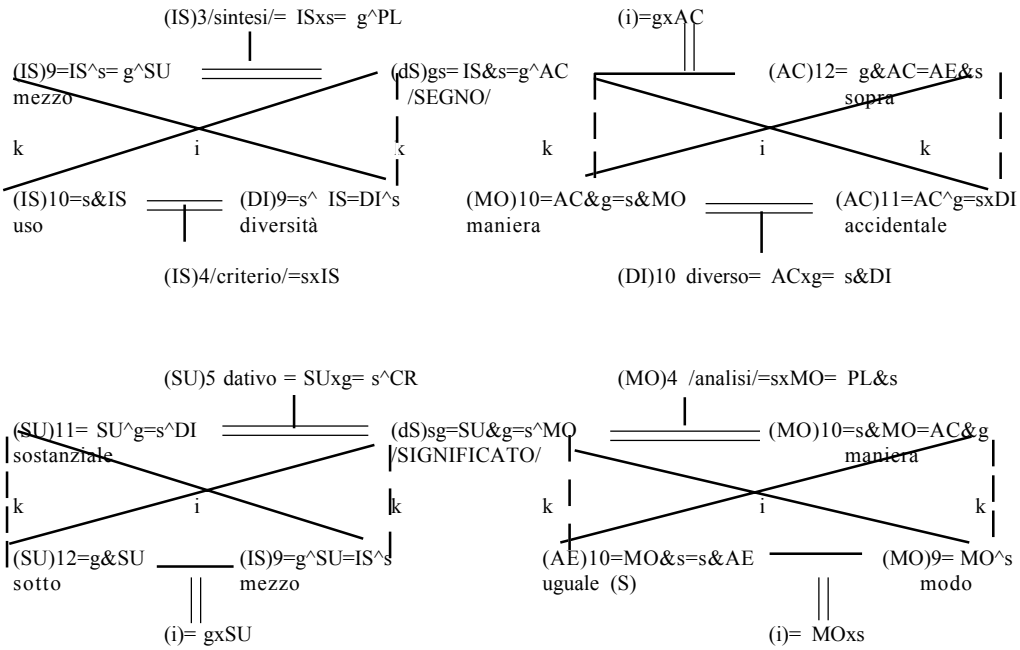 (IS)3/sintesi/= ISxs= g^PL
(i)=gxAC
(IS)9=IS^s= g^SU
(dS)gs= IS&s=g^AC
(AC)12= g&AC=AE&s
mezzo
/SEGNO/
sopra
k
i
k
k
i
k
(IS)10=s&IS
(DI)9=s^ IS=DI^s
(MO)10=AC&g=s&MO
(AC)11=AC^g=sxDI
uso
diversità
maniera
accidentale
(IS)4/criterio/=sxIS
(DI)10 diverso= ACxg= s&DI
(SU)5 dativo = SUxg= s^CR
(MO)4 /analisi/=sxMO= PL&s
(SU)11= SU^g=s^DI
(dS)sg=SU&g=s^MO
(MO)10=s&MO=AC&g
sostanziale
/SIGNIFICATO/
maniera
k
i
k
k
i
k
(SU)12=g&SU
(IS)9=g^SU=IS^s
(AE)10=MO&s=s&AE
(MO)9= MO^s
sotto
mezzo
uguale (S)
modo
(i)= gxSU
(i)= MOxs